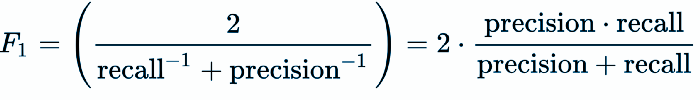 F₁ = ( 2 / (recall⁻¹ + precision⁻¹) ) = 2 · (precision · recall) / (precision + recall)